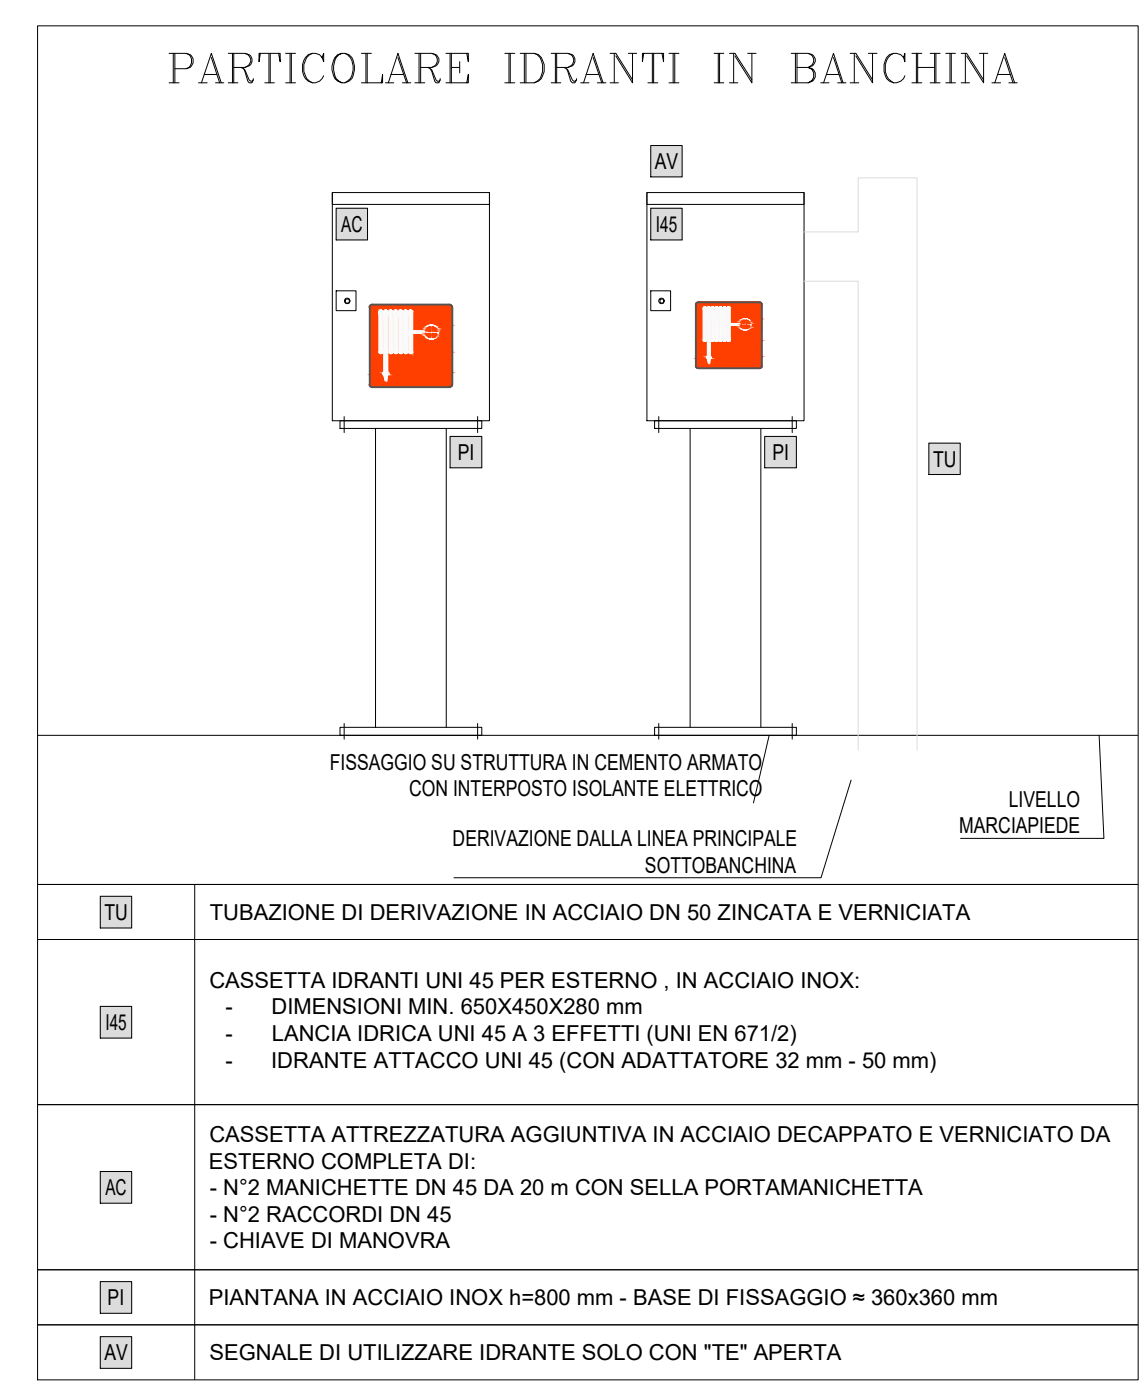 PARTICOLARE IDRANTI IN BANCHINA
AV
AC
I45
PI
PI
TU
FISSAGGIO SU STRUTTURA IN CEMENTO ARMATO
CON INTERPOSTO ISOLANTE ELETTRICO
LIVELLO
MARCIAPIEDE
DERIVAZIONE DALLA LINEA PRINCIPALE
SOTTOBANCHINA
TU
TUBAZIONE DI DERIVAZIONE IN ACCIAIO DN 50 ZINCATA E VERNICIATA
I45
CASSETTA IDRANTI UNI 45 PER ESTERNO , IN ACCIAIO INOX:
- DIMENSIONI MIN. 650X450X280 mm
- LANCIA IDRICA UNI 45 A 3 EFFETTI (UNI EN 671/2)
- IDRANTE ATTACCO UNI 45 (CON ADATTATORE 32 mm - 50 mm)
AC
CASSETTA ATTREZZATURA AGGIUNTIVA IN ACCIAIO DECAPPATO E VERNICIATO DA
ESTERNO COMPLETA DI:
- N°2 MANICHETTE DN 45 DA 20 m CON SELLA PORTAMANICHETTA
- N°2 RACCORDI DN 45
- CHIAVE DI MANOVRA
PI
PIANTANA IN ACCIAIO INOX h=800 mm - BASE DI FISSAGGIO ≈ 360x360 mm
AV
SEGNALE DI UTILIZZARE IDRANTE SOLO CON "TE" APERTA